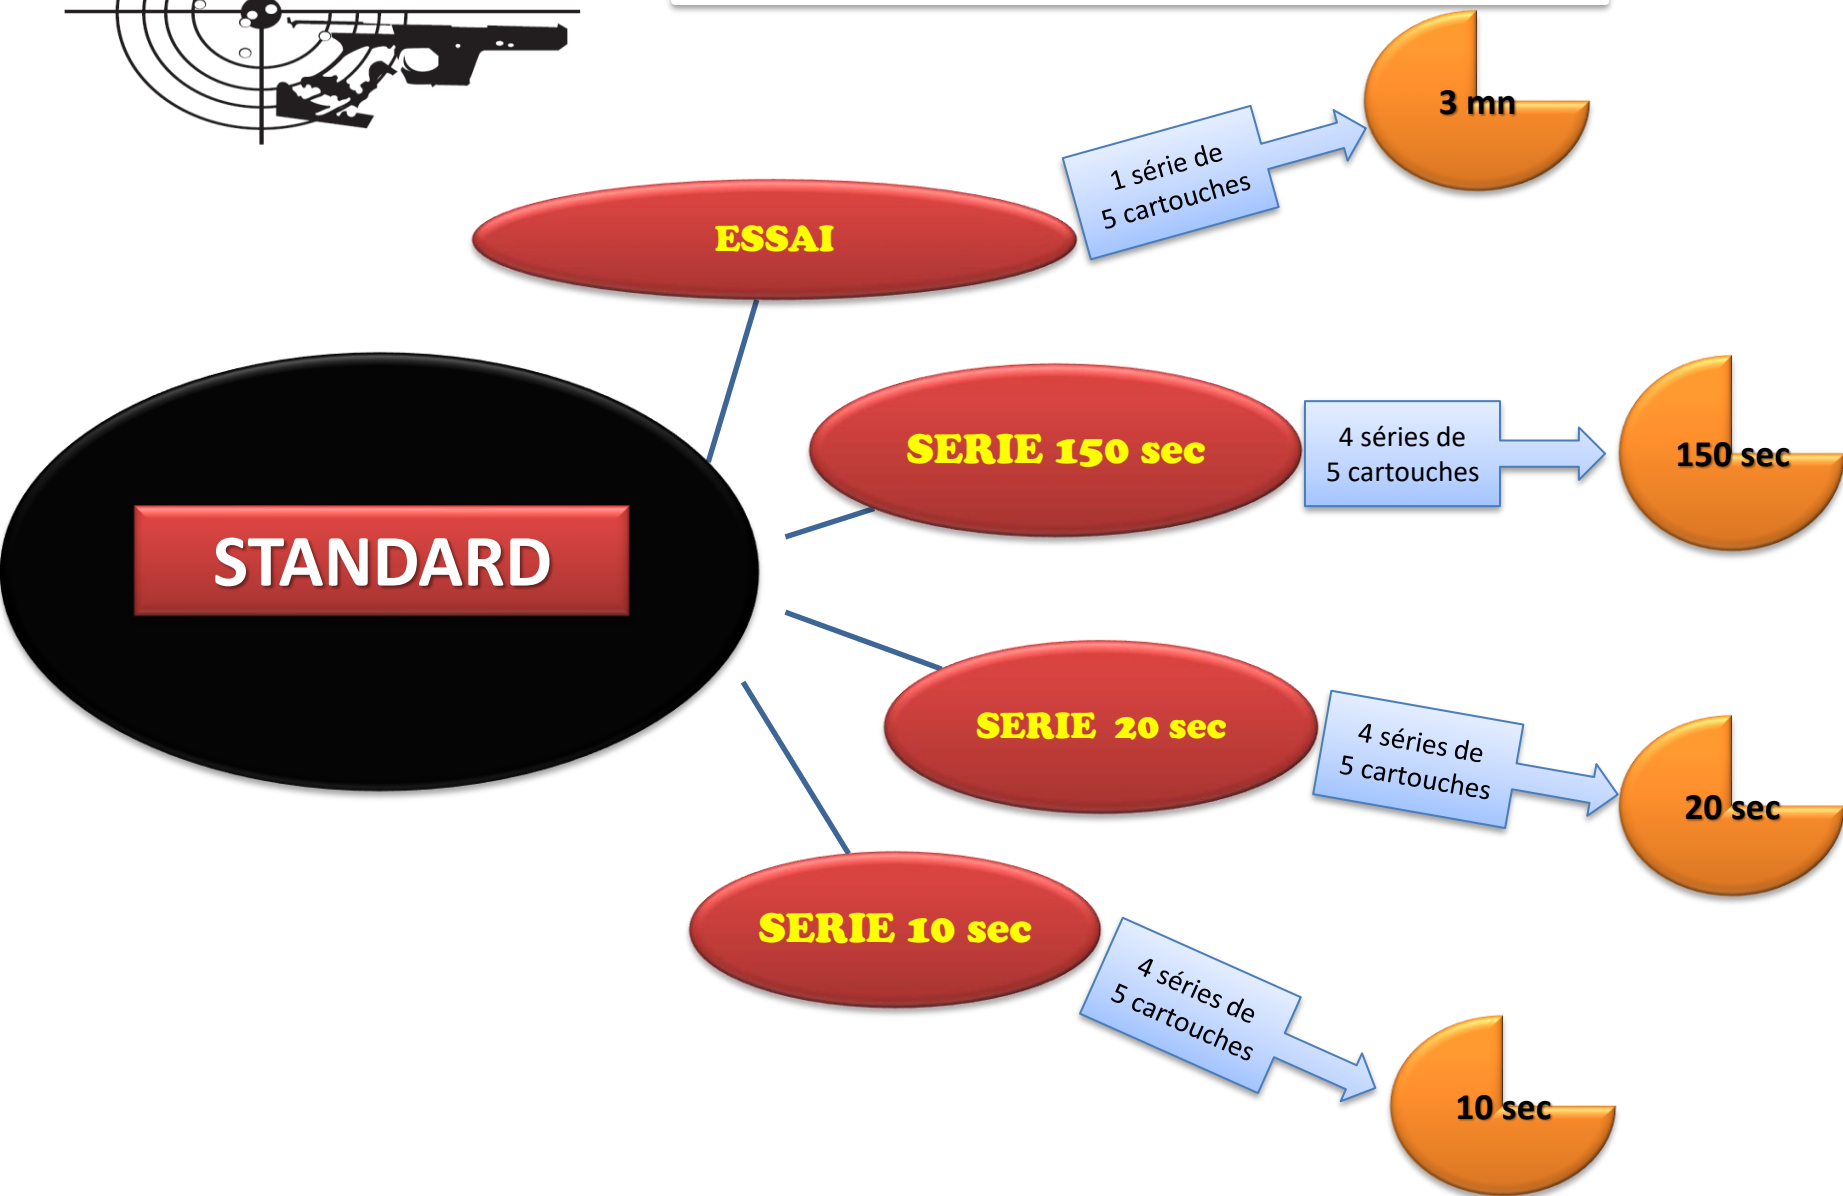 3 mn
1 série de
5 cartouches
ESSAI
SERIE 150 sec
4 séries de
5 cartouches
150 sec
STANDARD
SERIE 20 sec
4 séries de
5 cartouches
20 sec
SERIE 10 sec
4 séries de
5 cartouches
10 sec